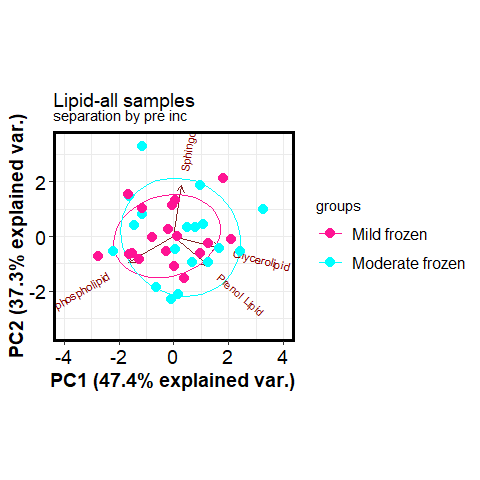 Lipid-all samples
separation by pre inc
Sphingo
Glycerolipid
Prenol Lipid
phospholipid
2
0
-2
-4
-2
0
2
4
PC1 (47.4% explained var.)
PC2 (37.3% explained var.)
groups
Mild frozen
Moderate frozen